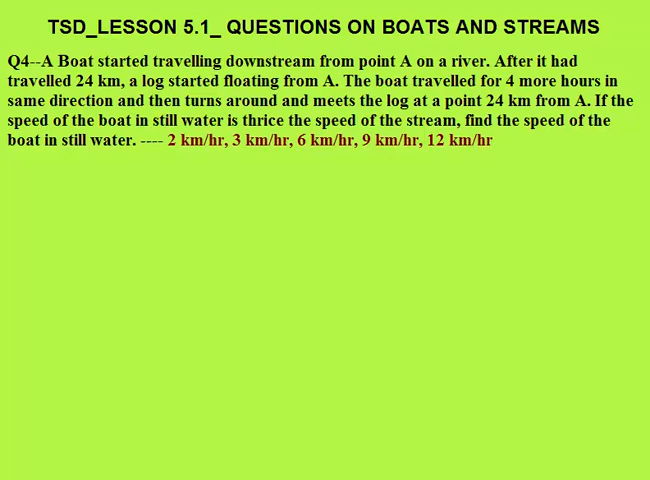 TSD_LESSON 5.1_ QUESTIONS ON BOATS AND STREAMS
Q4--A Boat started travelling downstream from point A on a river. After it had
travelled 24 km, a log started floating from A. The boat travelled for 4 more hours in
same direction and then turns around and meets the log at a point 24 km from A. If the
speed of the boat in still water is thrice the speed of the stream, find the speed of the
boat in still water. ---- 2 km/hr, 3 km/hr, 6 km/hr, 9 km/hr, 12 km/hr